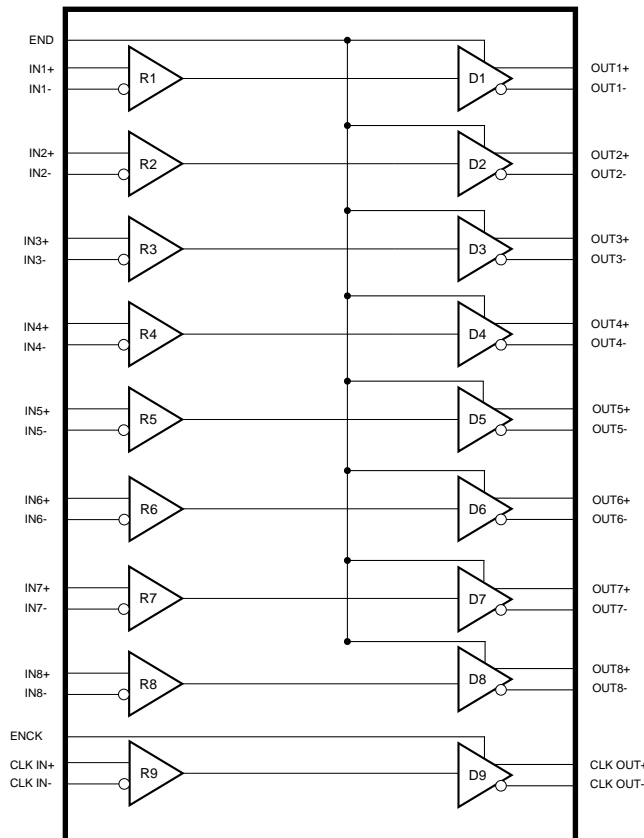 END
IN1+ R1 D1 OUT1+
IN1- OUT1-
IN2+ R2 D2 OUT2+
IN2- OUT2-
IN3+ R3 D3 OUT3+
IN3- OUT3-
IN4+ R4 D4 OUT4+
IN4- OUT4-
IN5+ R5 D5 OUT5+
IN5- OUT5-
IN6+ R6 D6 OUT6+
IN6- OUT6-
IN7+ R7 D7 OUT7+
IN7- OUT7-
IN8+ R8 D8 OUT8+
IN8- OUT8-
ENCK
CLK IN+ R9 D9 CLK OUT+
CLK IN- CLK OUT-